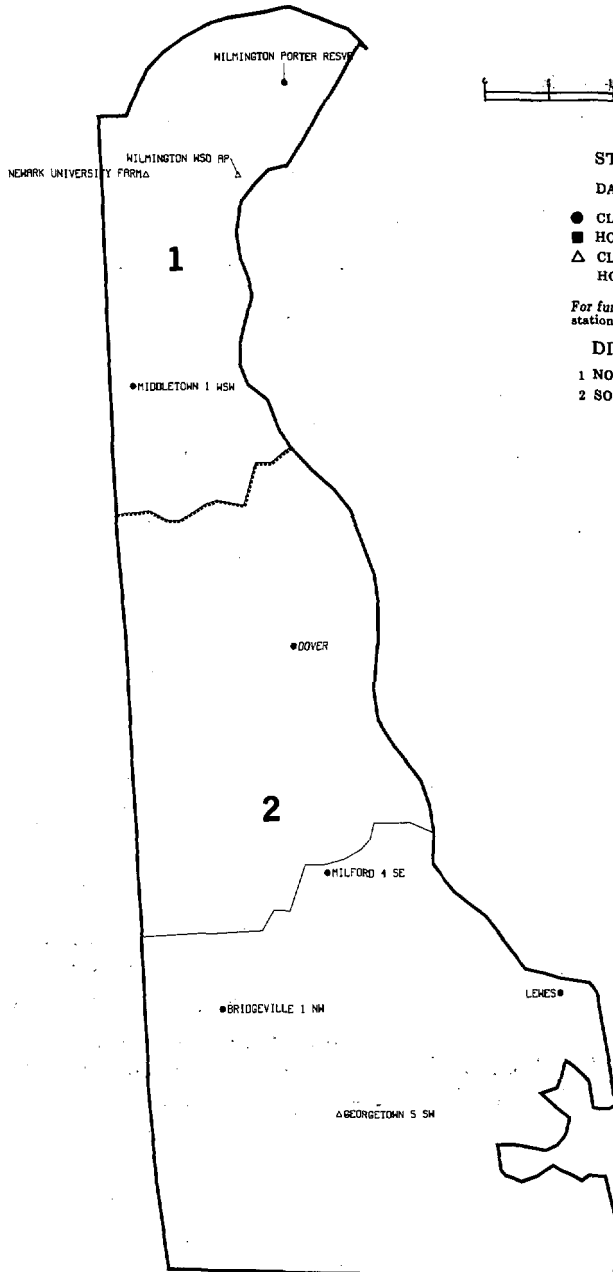 WILMINGTON PORTER RESVR
WILMINGTON WSO AP
NEWARK UNIVERSITY FARM
1
MIDDLETOWN 1 WSW
DOVER
2
MILFORD 4 SE
LEWES
BRIDGEVILLE 1 NW
GEORGETOWN 5 SW
ST
DA
CL
HO
CL
HO
For fur
station
DI
1 NO
2 SO